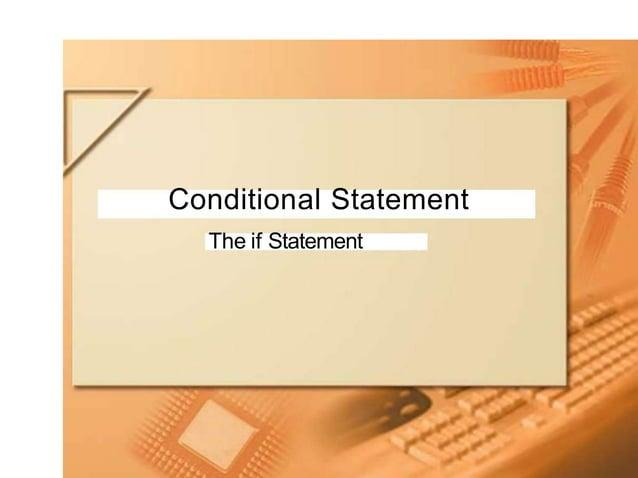 Conditional Statement
The if Statement